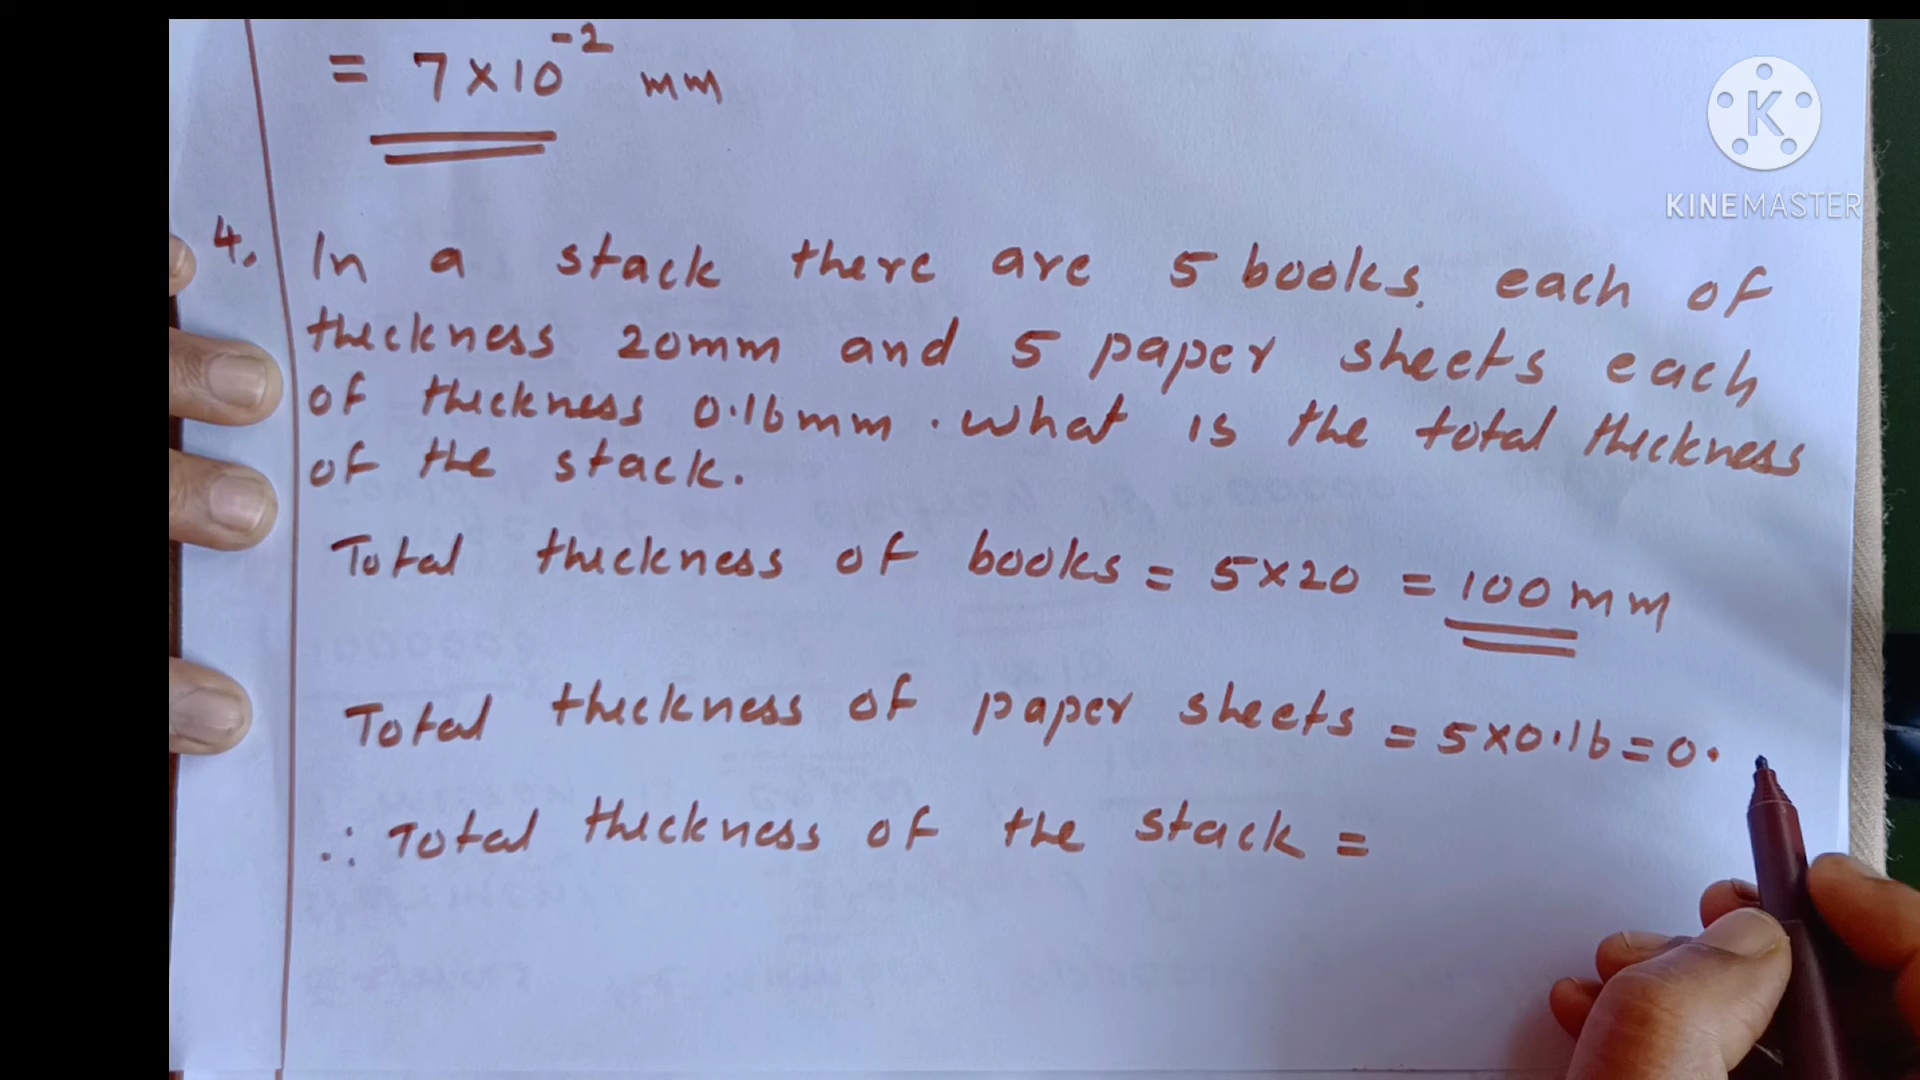 = 7×10⁻² mm
K
KINEMASTER
4. In a stack there are 5 books, each of
thickness 20mm and 5 paper sheets each
of thickness 0.16mm. What is the total thickness
of the stack.
Total thickness of books = 5×20 = 100mm
Total thickness of paper sheets = 5×0.16=0.
∴ Total thickness of the stack =